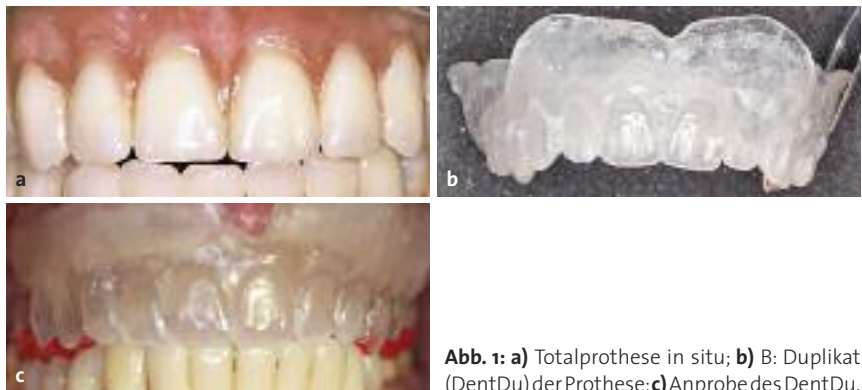 a
b
c
Abb. 1: a) Totalprothese in situ; b) B: Duplikat
(DentDu) der Prothese; c) Anprobe des DentDu.